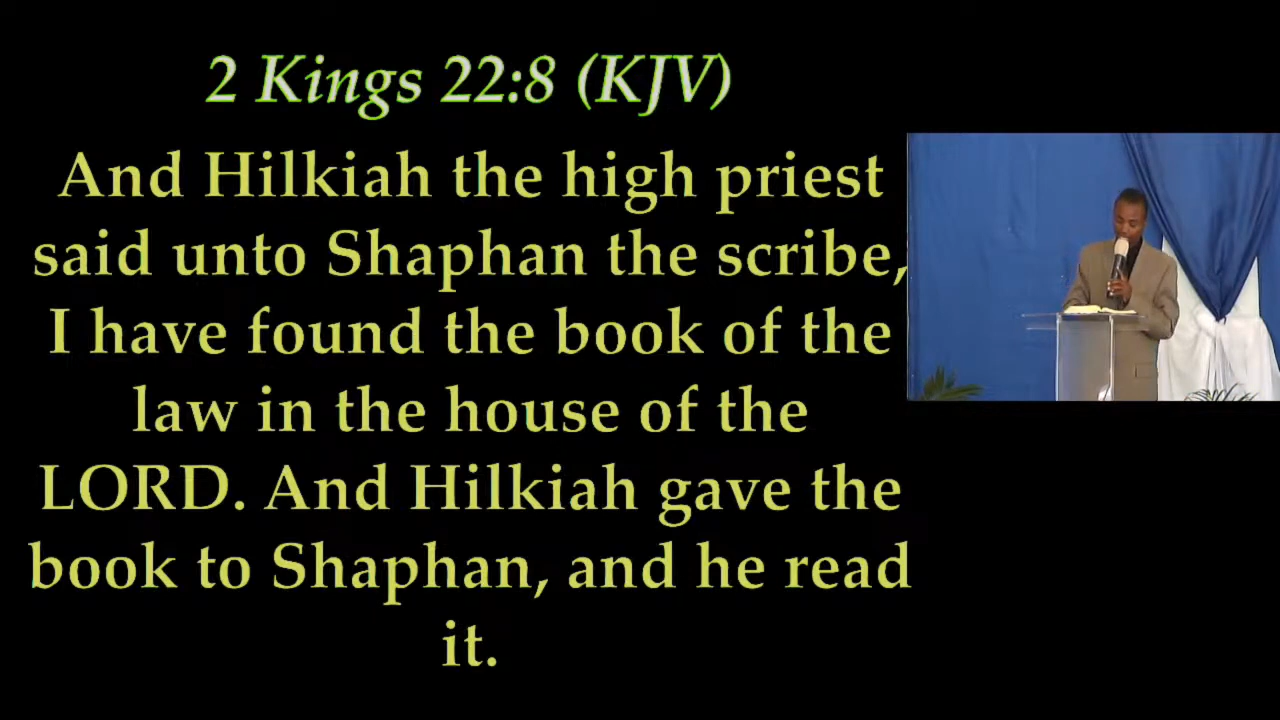 2 Kings 22:8 (KJV)
And Hilkiah the high priest
said unto Shaphan the scribe,
I have found the book of the
law in the house of the
LORD. And Hilkiah gave the
book to Shaphan, and he read
it.